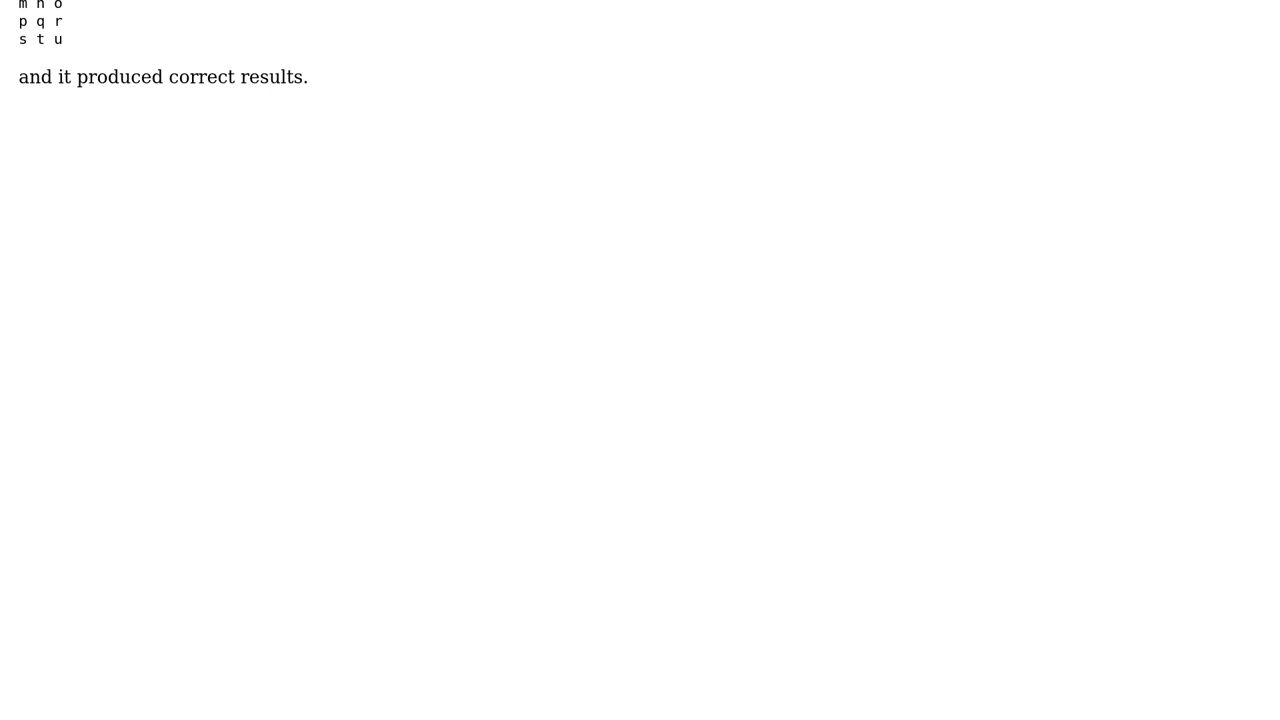 m n o
p q r
s t u
and it produced correct results.